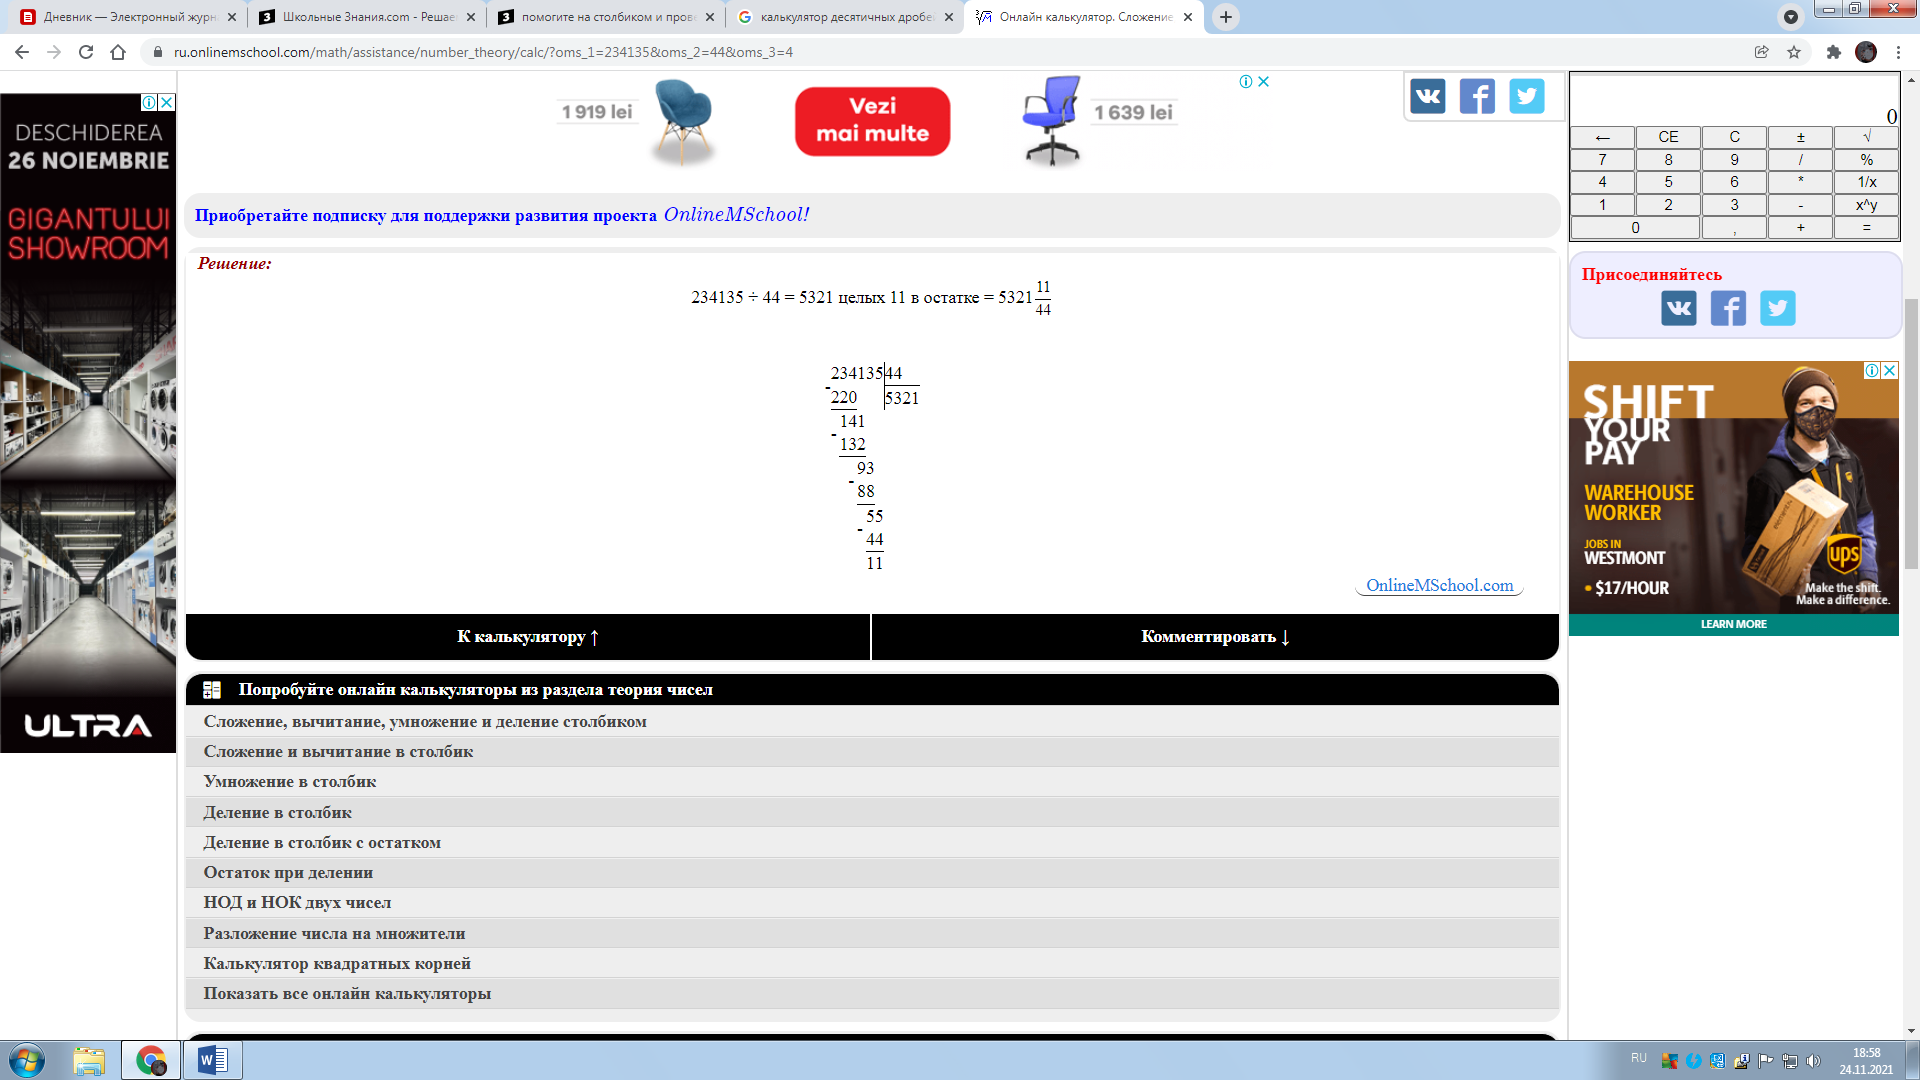 Дневник — Электронный журн
Школьные Знания.com - Решае
помогите на столбиком и пров
калькулятор десятичных дробей
Онлайн калькулятор. Сложение
ru.onlinemschool.com/math/assistance/number_theory/calc/?oms_1=234135&oms_2=44&oms_3=4
DESCHIDEREA
26 NOIEMBRIE
GIGANTULUI
SHOWROOM
ULTRA
1 919 lei
Vezi
mai multe
1 639 lei
Приобретайте подписку для поддержки развития проекта OnlineMSchool!
Решение:
234135 ÷ 44 = 5321 целых 11 в остатке = 5321 11
44
234135 44
- 220 5321
141
- 132
93
- 88
55
- 44
11
OnlineMSchool.com
К калькулятору ↑
Комментировать ↓
Попробуйте онлайн калькуляторы из раздела теория чисел
Сложение, вычитание, умножение и деление столбиком
Сложение и вычитание в столбик
Умножение в столбик
Деление в столбик
Деление в столбик с остатком
Остаток при делении
НОД и НОК двух чисел
Разложение числа на множители
Калькулятор квадратных корней
Показать все онлайн калькуляторы
0
← CE C ± √
7 8 9 / %
4 5 6 * 1/x
1 2 3 - x^y
0 , + =
Присоединяйтесь
SHIFT
YOUR
PAY
WAREHOUSE
WORKER
JOBS IN
WESTMONT
• $17/HOUR
ups
Make the shift.
Make a difference.
LEARN MORE
RU
18:58
24.11.2021